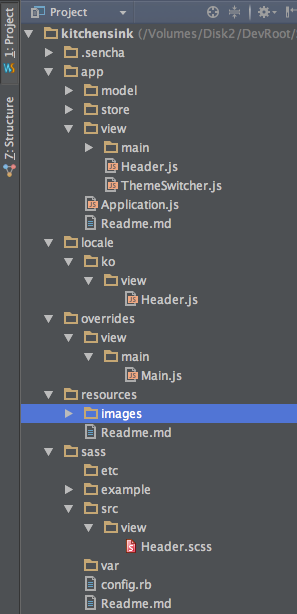 Project
kitchensink (/Volumes/Disk2/DevRoot/
.sencha
app
model
store
view
main
Header.js
ThemeSwitcher.js
Application.js
Readme.md
locale
ko
view
Header.js
overrides
view
main
Main.js
resources
images
Readme.md
sass
etc
example
src
view
Header.scss
var
config.rb
Readme.md
1: Project
7: Structure